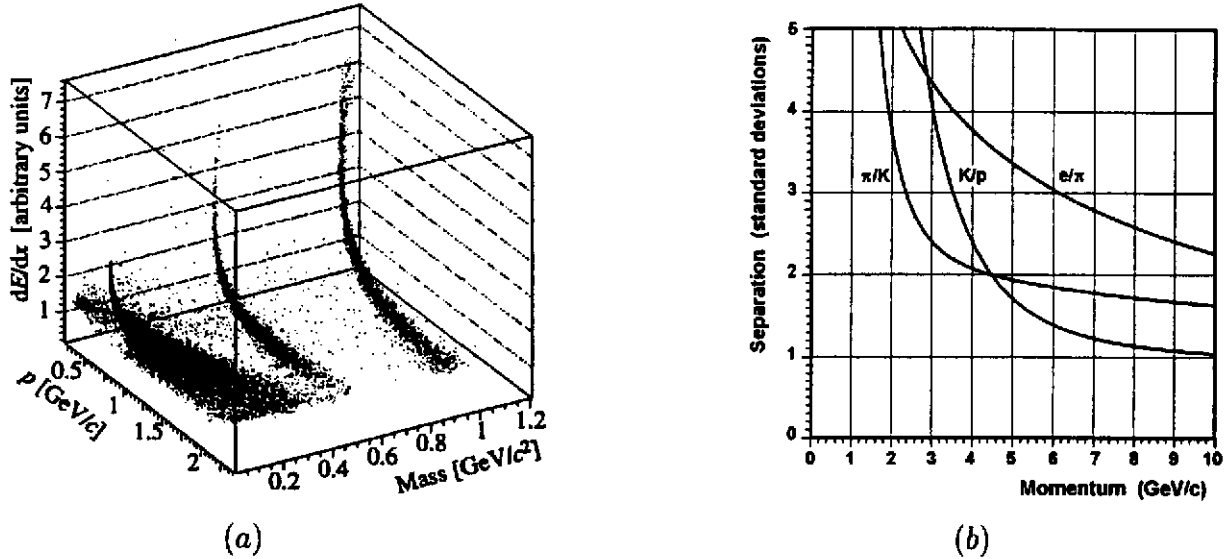 dE/dx [arbitrary units]
7
6
5
4
3
2
1
0.5
1
1.5
2
p [GeV/c]
0.2
0.4
0.6
0.8
1
1.2
Mass [GeV/c²]
(a)
Separation (standard deviations)
5
4
3
2
1
0
π/K
K/p
e/π
0 1 2 3 4 5 6 7 8 9 10
Momentum (GeV/c)
(b)